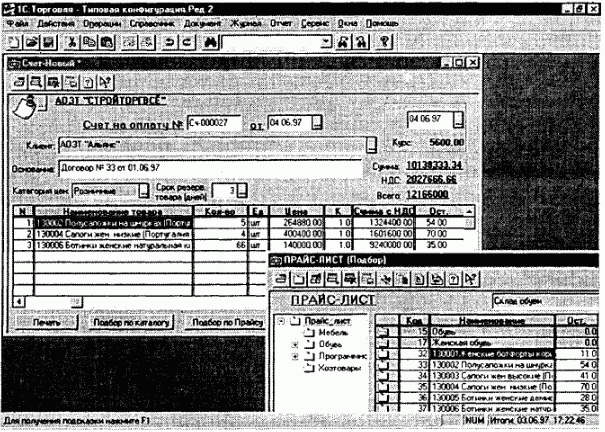 1С.Торговля - Типовая конфигурация Ред.2
Файл Действия Операции Справочник Документ Журнал Отчет Сервис Окна Помощь
Счет-Новый *
АОЗТ "СТРОЙТОРГВСЁ"
Счет на оплату № Сч-000027 от 04.06.97
04.06.97
Клиент: АОЗТ "Альянс"
Курс: 5600.00
Основание: Договор № 33 от 01.06.97
Сумма: 10138333.34
НДС: 2027666.66
Категория цен: Розничные Срок резерв. товара (дней) 3
Всего: 12166000
N Наименование товара Кол-во Ед Цена К Сумма с НДС Ост.
1 130002 Полусапожки на шнурках (Португа 5 шт 264880.00 1.0 1324400.00 54.00
2 130004 Сапоги жен. низкие (Португалия 4 шт 400400.00 1.0 1601600.00 70.00
3 130006 Ботинки женские натуральная к 66 шт 140000.00 1.0 9240000.00 35.00
Печать Подбор по каталогу Подбор по Прайсу
ПРАЙС-ЛИСТ (Подбор)
ПРАЙС-ЛИСТ Склад обуви
Прайс_лист
Мебель
Обувь
Программнс
Хозтовары
Код Наименование Ост.
15 Обувь 0.0
17 Женская обувь 0.0
32 130001 Женские ботфорты корі 11.0
33 130002 Полусапожки на шнурка 54.0
34 130003 Сапоги жен высокие (П 41.0
35 130004 Сапоги жен. низкие (По 70.0
36 130005 Ботинки женские демис 28.0
37 130006 Ботинки женские натур 35.0
Для получения подсказки нажмите F1 NUM Итоги: 03.06.97 17:22:46